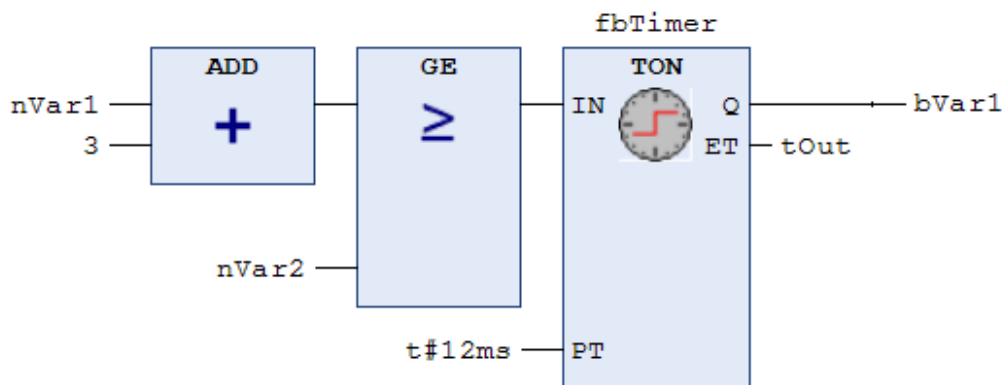 fbTimer
ADD GE TON
nVar1 + ≥ IN Q bVar1
3 ET tOut
nVar2
t#12ms PT